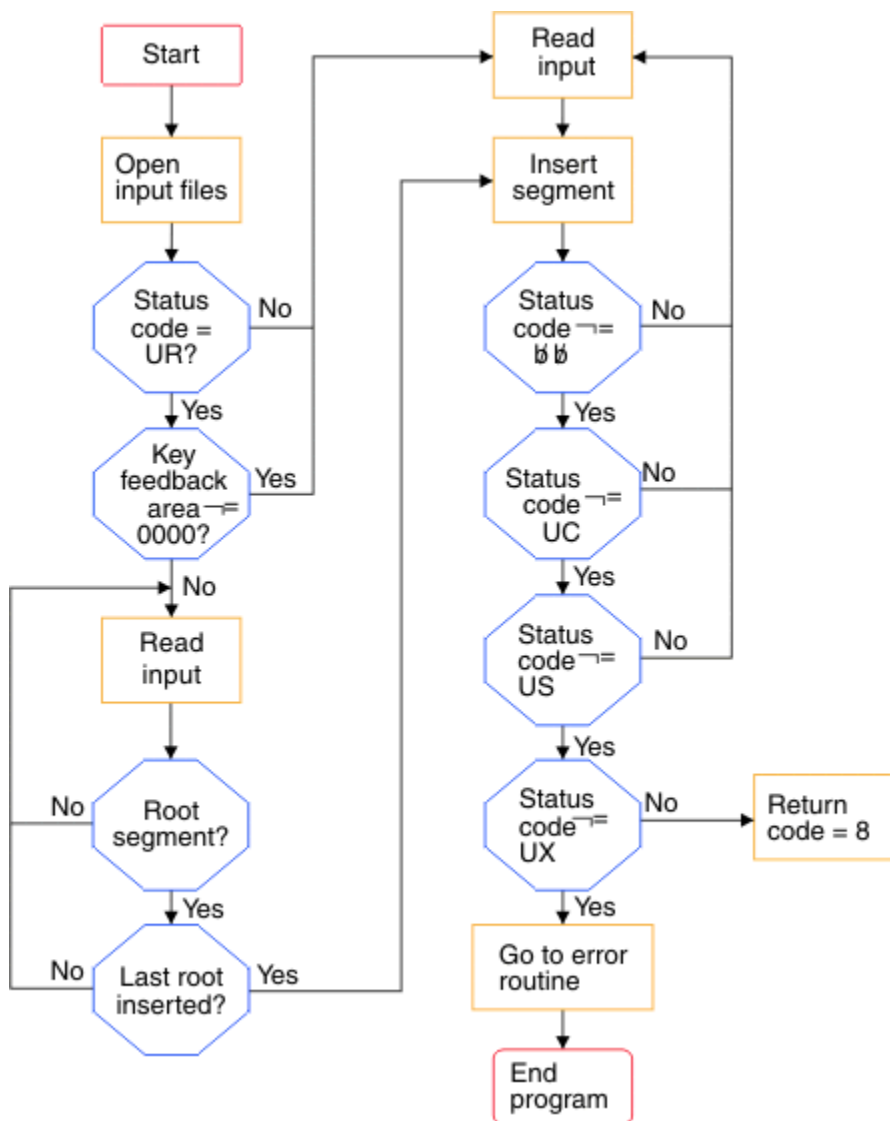 Start
Open
input files
Status
code =
UR?
No
Yes
Key
feedback
area ¬=
0000?
Yes
No
Read
input
Root
segment?
No
Yes
Last root
inserted?
No
Yes
Read
input
Insert
segment
Status
code ¬=
b̸ b̸
No
Yes
Status
code ¬=
UC
No
Yes
Status
code ¬=
US
No
Yes
Status
code ¬=
UX
No
Return
code = 8
Yes
Go to error
routine
End
program